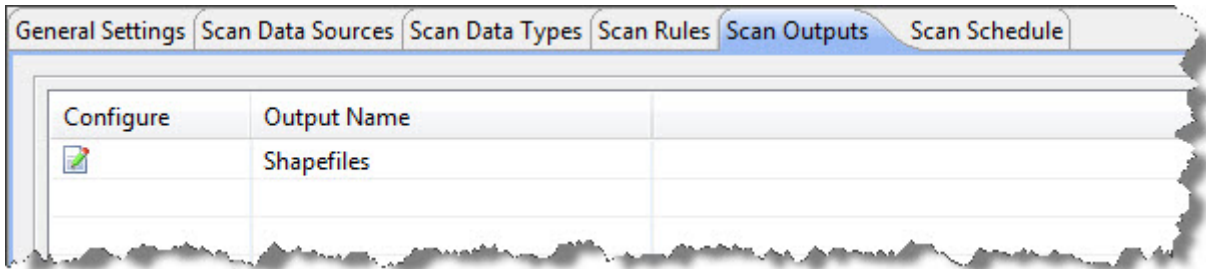 General Settings Scan Data Sources Scan Data Types Scan Rules Scan Outputs Scan Schedule
Configure Output Name
Shapefiles